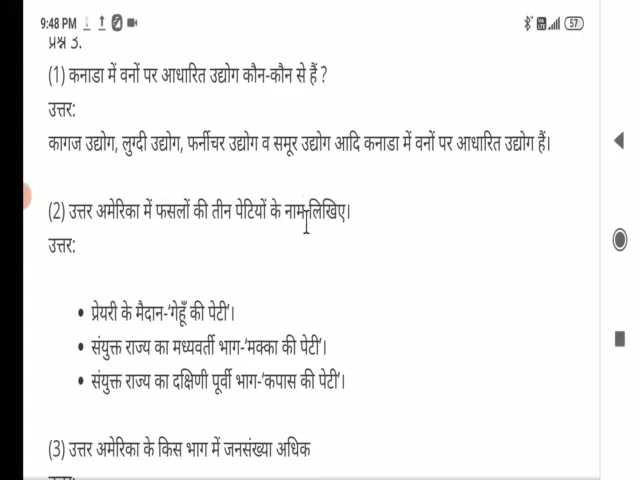 9:48 PM
57
प्रश्न 3.
(1) कनाडा में वनों पर आधारित उद्योग कौन-कौन से हैं ?
उत्तर:
कागज उद्योग, लुग्दी उद्योग, फर्नीचर उद्योग व समूर उद्योग आदि कनाडा में वनों पर आधारित उद्योग हैं।
(2) उत्तर अमेरिका में फसलों की तीन पेटियों के नाम लिखिए।
उत्तर:
• प्रेयरी के मैदान-‘गेहूँ की पेटी’।
• संयुक्त राज्य का मध्यवर्ती भाग-‘मक्का की पेटी’।
• संयुक्त राज्य का दक्षिणी पूर्वी भाग-‘कपास की पेटी’।
(3) उत्तर अमेरिका के किस भाग में जनसंख्या अधिक